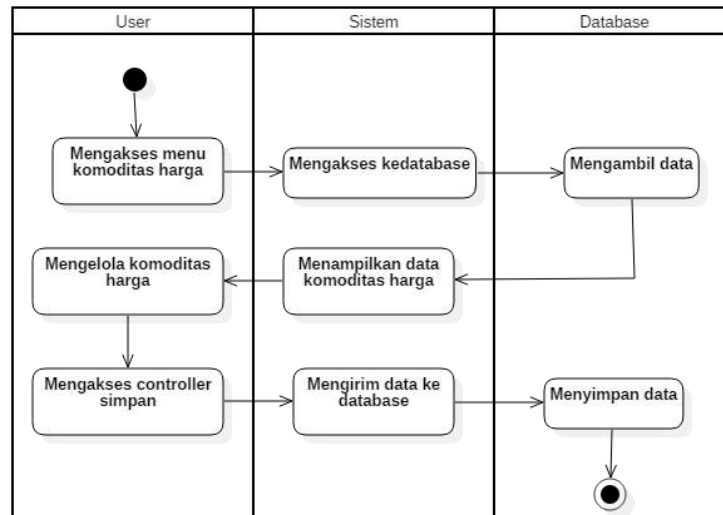 User
Sistem
Database
Mengakses menu
komoditas harga
Mengakses kedatabase
Mengambil data
Mengelola komoditas
harga
Menampilkan data
komoditas harga
Mengakses controller
simpan
Mengirim data ke
database
Menyimpan data